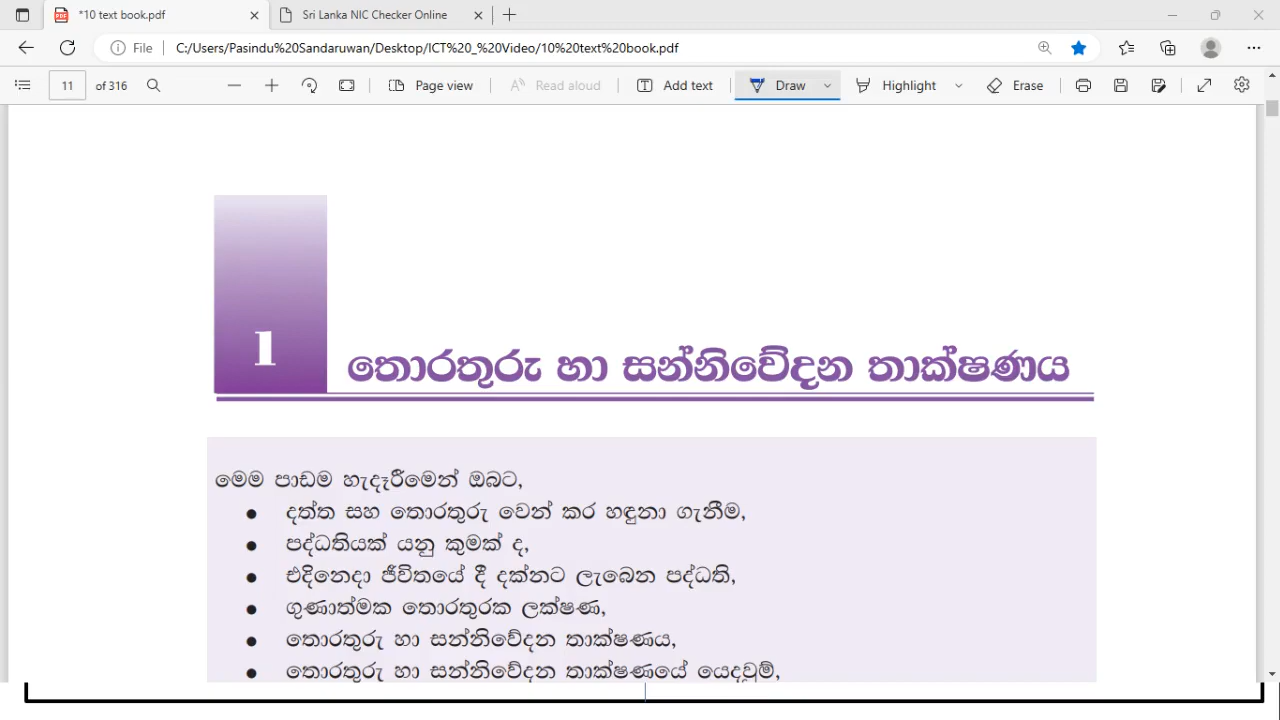 *10 text book.pdf
Sri Lanka NIC Checker Online
File
C:/Users/Pasindu%20Sandaruwan/Desktop/ICT%20_%20Video/10%20text%20book.pdf
11 of 316
Page view
Read aloud
Add text
Draw
Highlight
Erase
1
තොරතුරු හා සන්නිවේදන තාක්ෂණය
මෙම පාඩම හැදෑරීමෙන් ඔබට,
● දත්ත සහ තොරතුරු වෙන් කර හඳුනා ගැනීම,
● පද්ධතියක් යනු කුමක් ද,
● එදිනෙදා ජීවිතයේ දී දක්නට ලැබෙන පද්ධති,
● ගුණාත්මක තොරතුරක ලක්ෂණ,
● තොරතුරු හා සන්නිවේදන තාක්ෂණය,
● තොරතුරු හා සන්නිවේදන තාක්ෂණයේ යෙදවුම්,